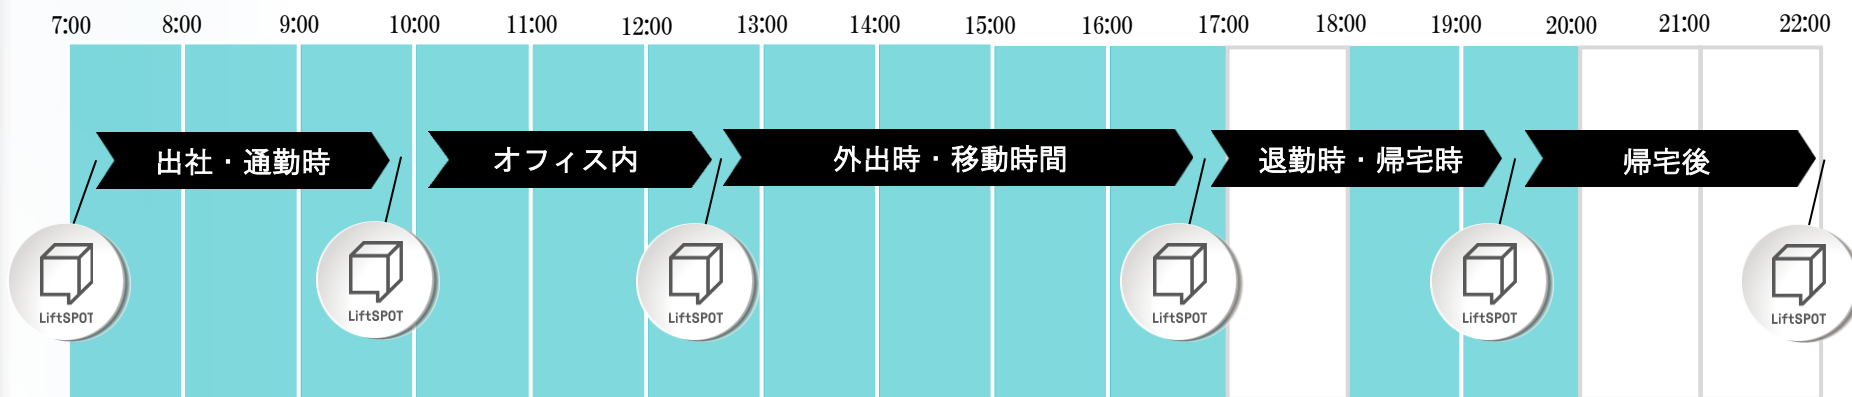 7:00 8:00 9:00 10:00 11:00 12:00 13:00 14:00 15:00 16:00 17:00 18:00 19:00 20:00 21:00 22:00
出社・通勤時 オフィス内 外出時・移動時間 退勤時・帰宅時 帰宅後
LiftSPOT LiftSPOT LiftSPOT LiftSPOT LiftSPOT LiftSPOT